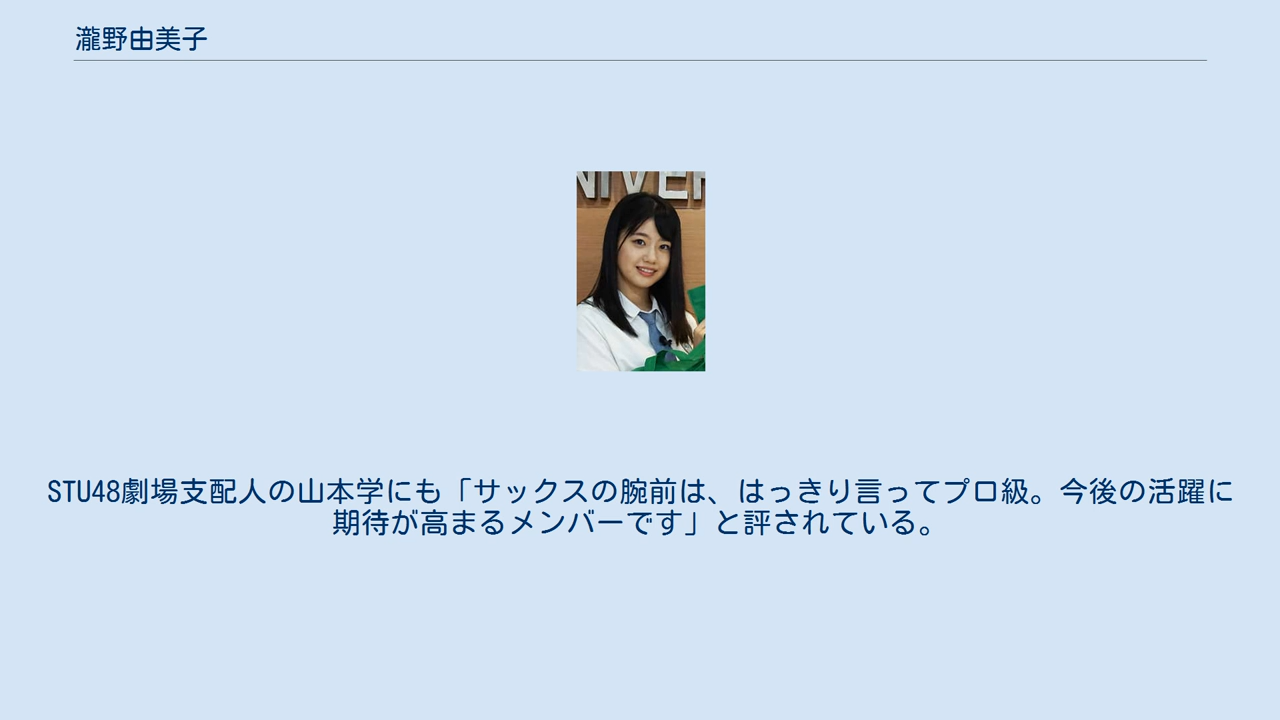 瀧野由美子
NIVER
STU48劇場支配人の山本学にも「サックスの腕前は、はっきり言ってプロ級。今後の活躍に
期待が高まるメンバーです」と評されている。